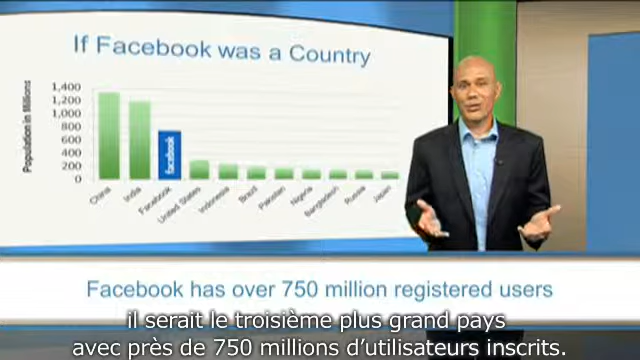 If Facebook was a Country
Population in Millions
1,400
1,200
1,000
800
600
400
200
0
facebook
China
India
Facebook
United States
Indonesia
Brazil
Pakistan
Nigeria
Bangladesh
Russia
Japan
Facebook has over 750 million registered users
il serait le troisième plus grand pays
avec près de 750 millions d’utilisateurs inscrits.